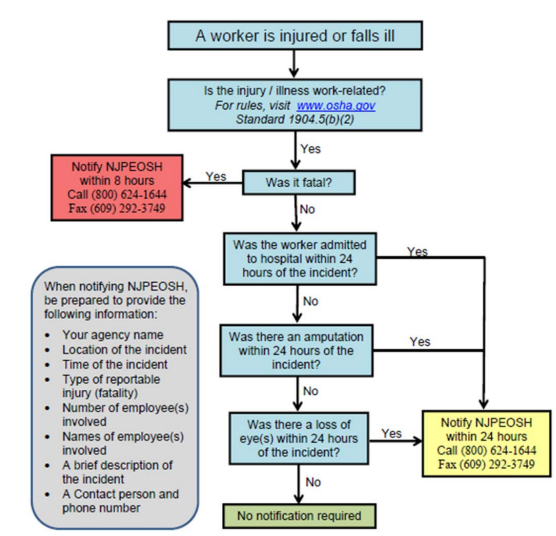 A worker is injured or falls ill
Is the injury / illness work-related?
For rules, visit www.osha.gov
Standard 1904.5(b)(2)
Yes
Was it fatal?
Yes
Notify NJPEOSH
within 8 hours
Call (800) 624-1644
Fax (609) 292-3749
No
Was the worker admitted
to hospital within 24
hours of the incident?
Yes
No
Was there an amputation
within 24 hours of the
incident?
Yes
No
Was there a loss of
eye(s) within 24 hours
of the incident?
Yes
Notify NJPEOSH
within 24 hours
Call (800) 624-1644
Fax (609) 292-3749
No
No notification required
When notifying NJPEOSH,
be prepared to provide the
following information:
• Your agency name
• Location of the incident
• Time of the incident
• Type of reportable
injury (fatality)
• Number of employee(s)
involved
• Names of employee(s)
involved
• A brief description of
the incident
• A Contact person and
phone number